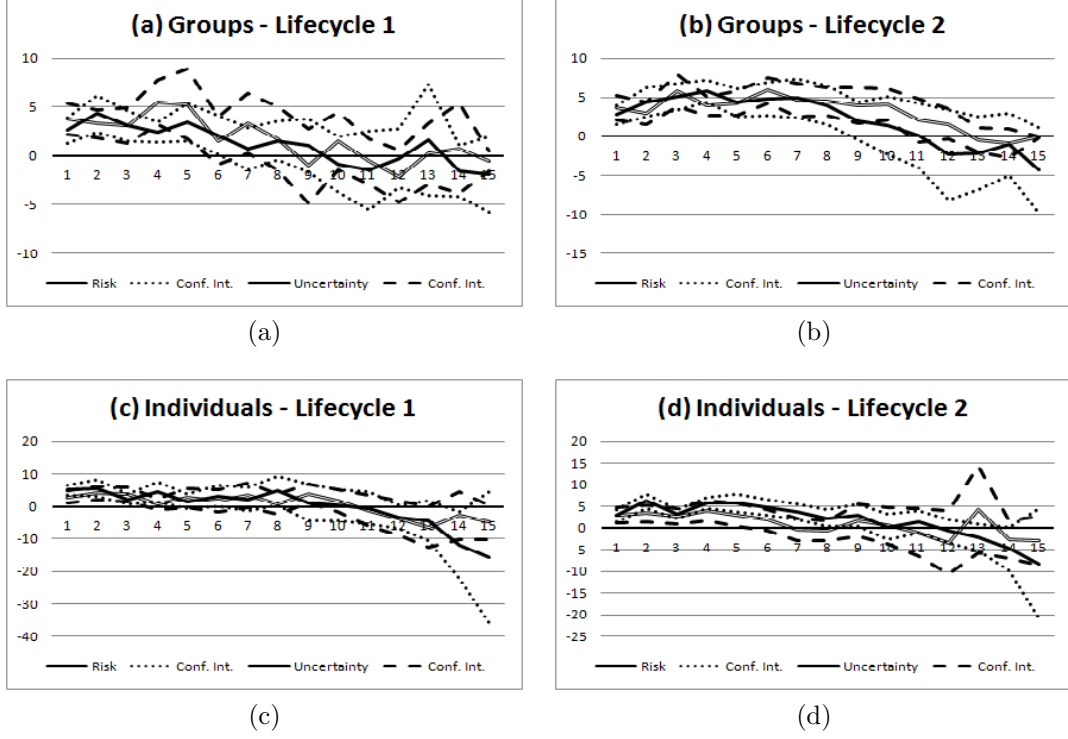 (a) Groups - Lifecycle 1
10
5
0
1 2 3 4 5 6 7 8 9 10 11 12 13 14 15
-5
-10
Risk Conf. Int. Uncertainty Conf. Int.
(a)
(b) Groups - Lifecycle 2
10
5
0
1 2 3 4 5 6 7 8 9 10 11 12 13 14 15
-5
-10
-15
Risk Conf. Int. Uncertainty Conf. Int.
(b)
(c) Individuals - Lifecycle 1
20
10
0
1 2 3 4 5 6 7 8 9 10 11 12 13 14 15
-10
-20
-30
-40
Risk Conf. Int. Uncertainty Conf. Int.
(c)
(d) Individuals - Lifecycle 2
20
15
10
5
0
1 2 3 4 5 6 7 8 9 10 11 12 13 14 15
5
-10
-15
-20
-25
Risk Conf. Int. Uncertainty Conf. Int.
(d)